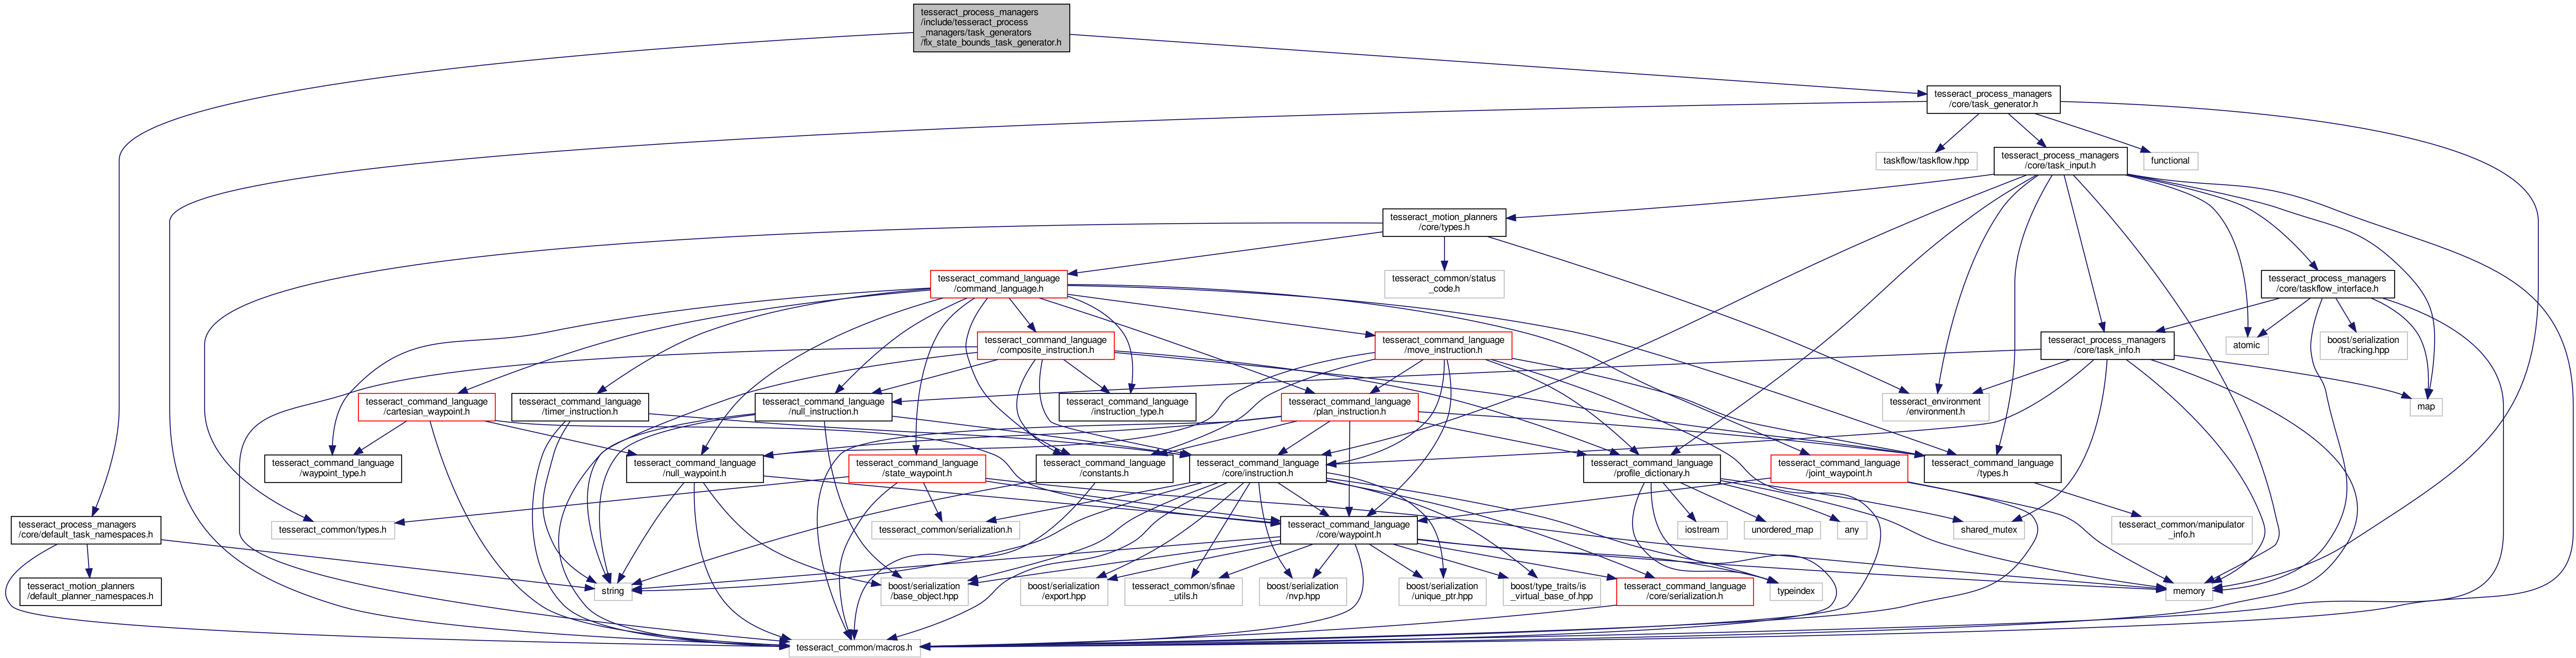 tesseract_process_managers
/include/tesseract_process
_managers/task_generators
/fix_state_bounds_task_generator.h
tesseract_process_managers
/core/task_generator.h
taskflow/taskflow.hpp
tesseract_process_managers
/core/task_input.h
functional
tesseract_motion_planners
/core/types.h
tesseract_command_language
/command_language.h
tesseract_common/status
_code.h
tesseract_process_managers
/core/taskflow_interface.h
tesseract_command_language
/composite_instruction.h
tesseract_command_language
/move_instruction.h
tesseract_process_managers
/core/task_info.h
atomic
boost/serialization
/tracking.hpp
tesseract_command_language
/cartesian_waypoint.h
tesseract_command_language
/timer_instruction.h
tesseract_command_language
/null_instruction.h
tesseract_command_language
/instruction_type.h
tesseract_command_language
/plan_instruction.h
tesseract_environment
/environment.h
map
tesseract_command_language
/waypoint_type.h
tesseract_command_language
/null_waypoint.h
tesseract_command_language
/state_waypoint.h
tesseract_command_language
/constants.h
tesseract_command_language
/core/instruction.h
tesseract_command_language
/profile_dictionary.h
tesseract_command_language
/joint_waypoint.h
tesseract_command_language
/types.h
tesseract_process_managers
/core/default_task_namespaces.h
tesseract_common/types.h
tesseract_common/serialization.h
tesseract_command_language
/core/waypoint.h
iostream
unordered_map
any
shared_mutex
tesseract_common/manipulator
_info.h
tesseract_motion_planners
/default_planner_namespaces.h
string
boost/serialization
/base_object.hpp
boost/serialization
/export.hpp
tesseract_common/sfinae
_utils.h
boost/serialization
/nvp.hpp
boost/serialization
/unique_ptr.hpp
boost/type_traits/is
_virtual_base_of.hpp
tesseract_command_language
/core/serialization.h
typeindex
memory
tesseract_common/macros.h